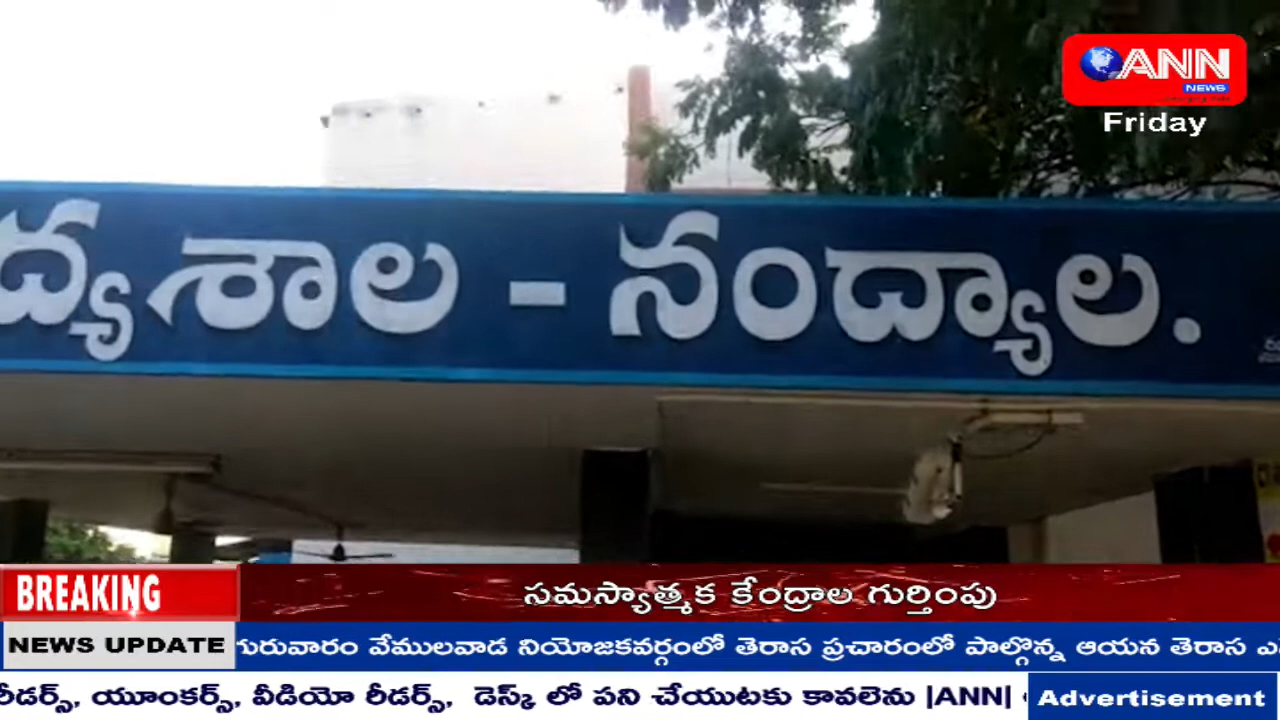 ANN
NEWS
Friday
ద్యశాల - నంద్యాల.
BREAKING
సమస్యాత్మక కేంద్రాల గుర్తింపు
NEWS UPDATE
గురువారం వేములవాడ నియోజకవర్గంలో తెరాస ప్రచారంలో పాల్గొన్న ఆయన తెరాస
రీడర్స్, యూంకర్స్, వీడియో రీడర్స్, డెస్క్ లో పని చేయుటకు కావలెను |ANN|
Advertisement